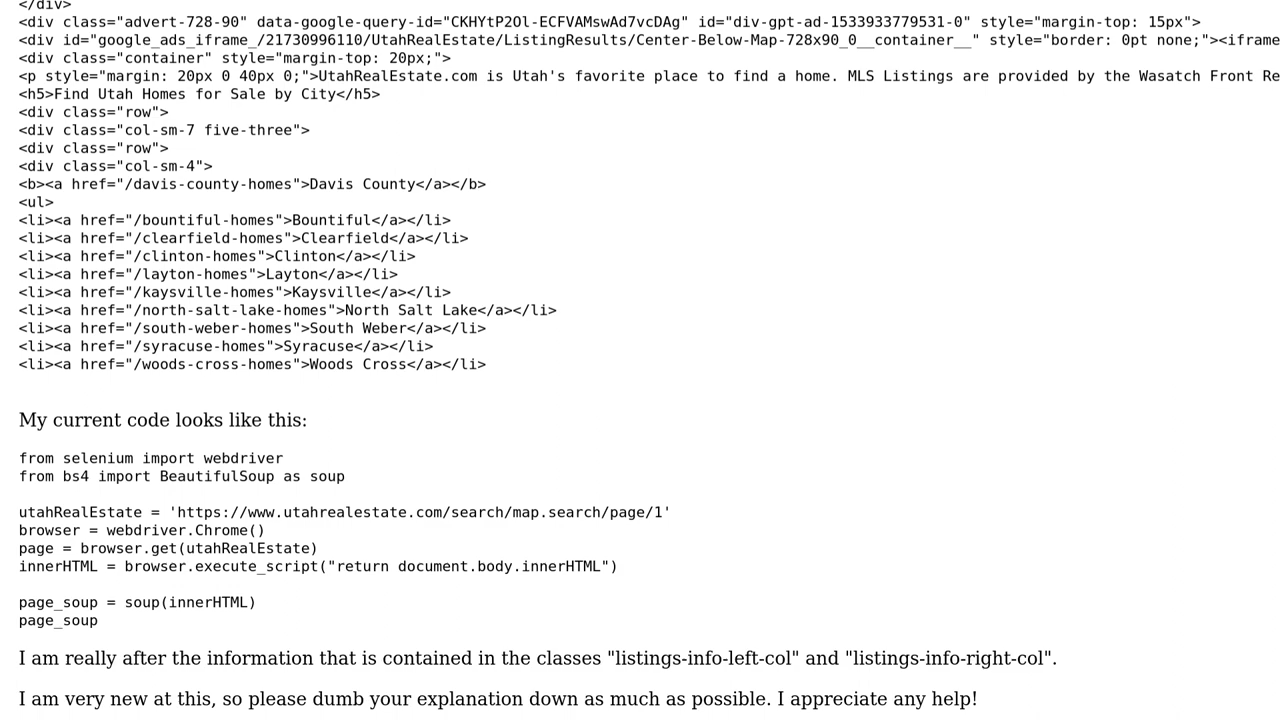 </div>
<div class="advert-728-90" data-google-query-id="CKHYtP2Ol-ECFVAMswAd7vcDAg" id="div-gpt-ad-1533933779531-0" style="margin-top: 15px">
<div id="google_ads_iframe_/21730996110/UtahRealEstate/ListingResults/Center-Below-Map-728x90_0__container__" style="border: 0pt none;"><iframe
<div class="container" style="margin-top: 20px;">
<p style="margin: 20px 0 40px 0;">UtahRealEstate.com is Utah's favorite place to find a home. MLS Listings are provided by the Wasatch Front Re
<h5>Find Utah Homes for Sale by City</h5>
<div class="row">
<div class="col-sm-7 five-three">
<div class="row">
<div class="col-sm-4">
<b><a href="/davis-county-homes">Davis County</a></b>
<ul>
<li><a href="/bountiful-homes">Bountiful</a></li>
<li><a href="/clearfield-homes">Clearfield</a></li>
<li><a href="/clinton-homes">Clinton</a></li>
<li><a href="/layton-homes">Layton</a></li>
<li><a href="/kaysville-homes">Kaysville</a></li>
<li><a href="/north-salt-lake-homes">North Salt Lake</a></li>
<li><a href="/south-weber-homes">South Weber</a></li>
<li><a href="/syracuse-homes">Syracuse</a></li>
<li><a href="/woods-cross-homes">Woods Cross</a></li>
My current code looks like this:
from selenium import webdriver
from bs4 import BeautifulSoup as soup
utahRealEstate = 'https://www.utahrealestate.com/search/map.search/page/1'
browser = webdriver.Chrome()
page = browser.get(utahRealEstate)
innerHTML = browser.execute_script("return document.body.innerHTML")
page_soup = soup(innerHTML)
page_soup
I am really after the information that is contained in the classes "listings-info-left-col" and "listings-info-right-col".
I am very new at this, so please dumb your explanation down as much as possible. I appreciate any help!